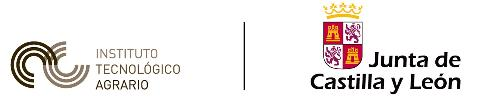 INSTITUTO
TECNOLÓGICO
AGRARIO
Junta de
Castilla y León